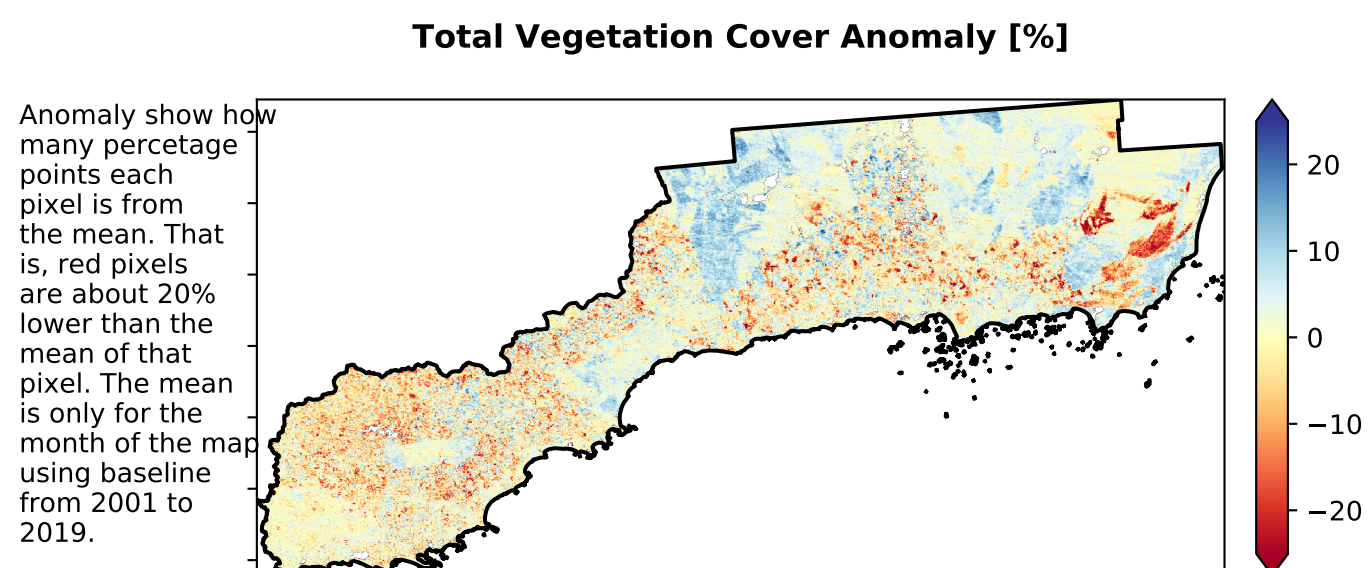 Total Vegetation Cover Anomaly [%]
Anomaly show how
many percetage
points each
pixel is from
the mean. That
is, red pixels
are about 20%
lower than the
mean of that
pixel. The mean
is only for the
month of the map
using baseline
from 2001 to
2019.
20
10
0
−10
−20